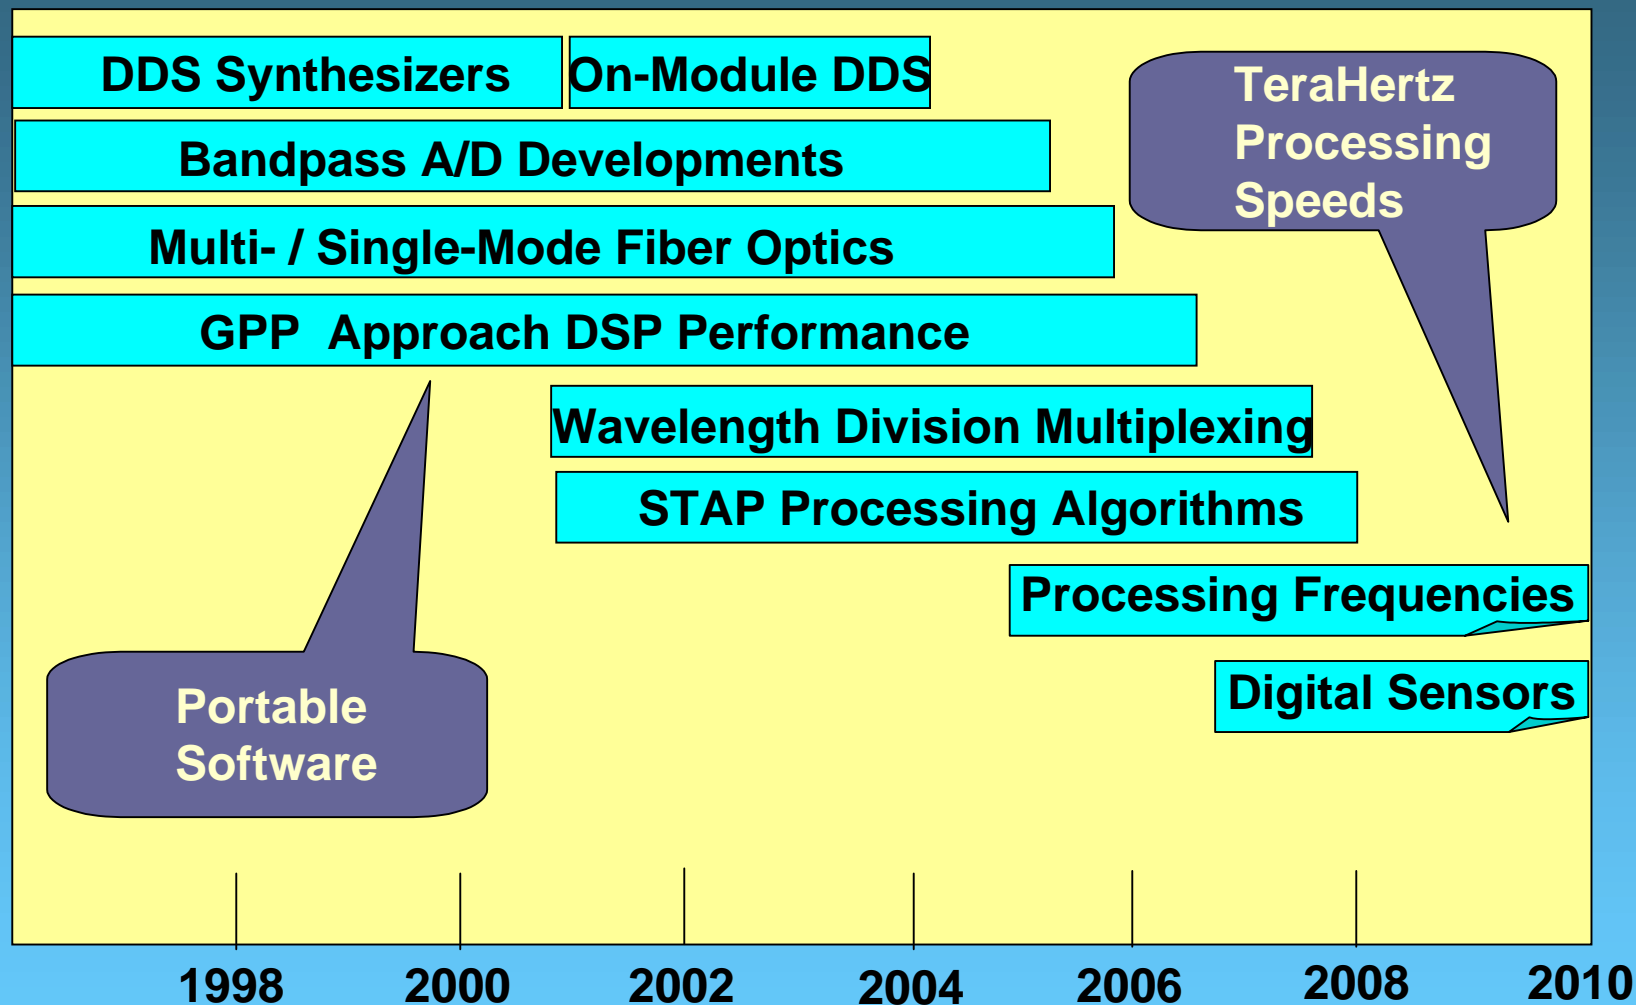 DDS Synthesizers
On-Module DDS
TeraHertz
Processing
Speeds
Bandpass A/D Developments
Multi- / Single-Mode Fiber Optics
GPP Approach DSP Performance
Wavelength Division Multiplexing
STAP Processing Algorithms
Processing Frequencies
Digital Sensors
Portable
Software
1998 2000 2002 2004 2006 2008 2010